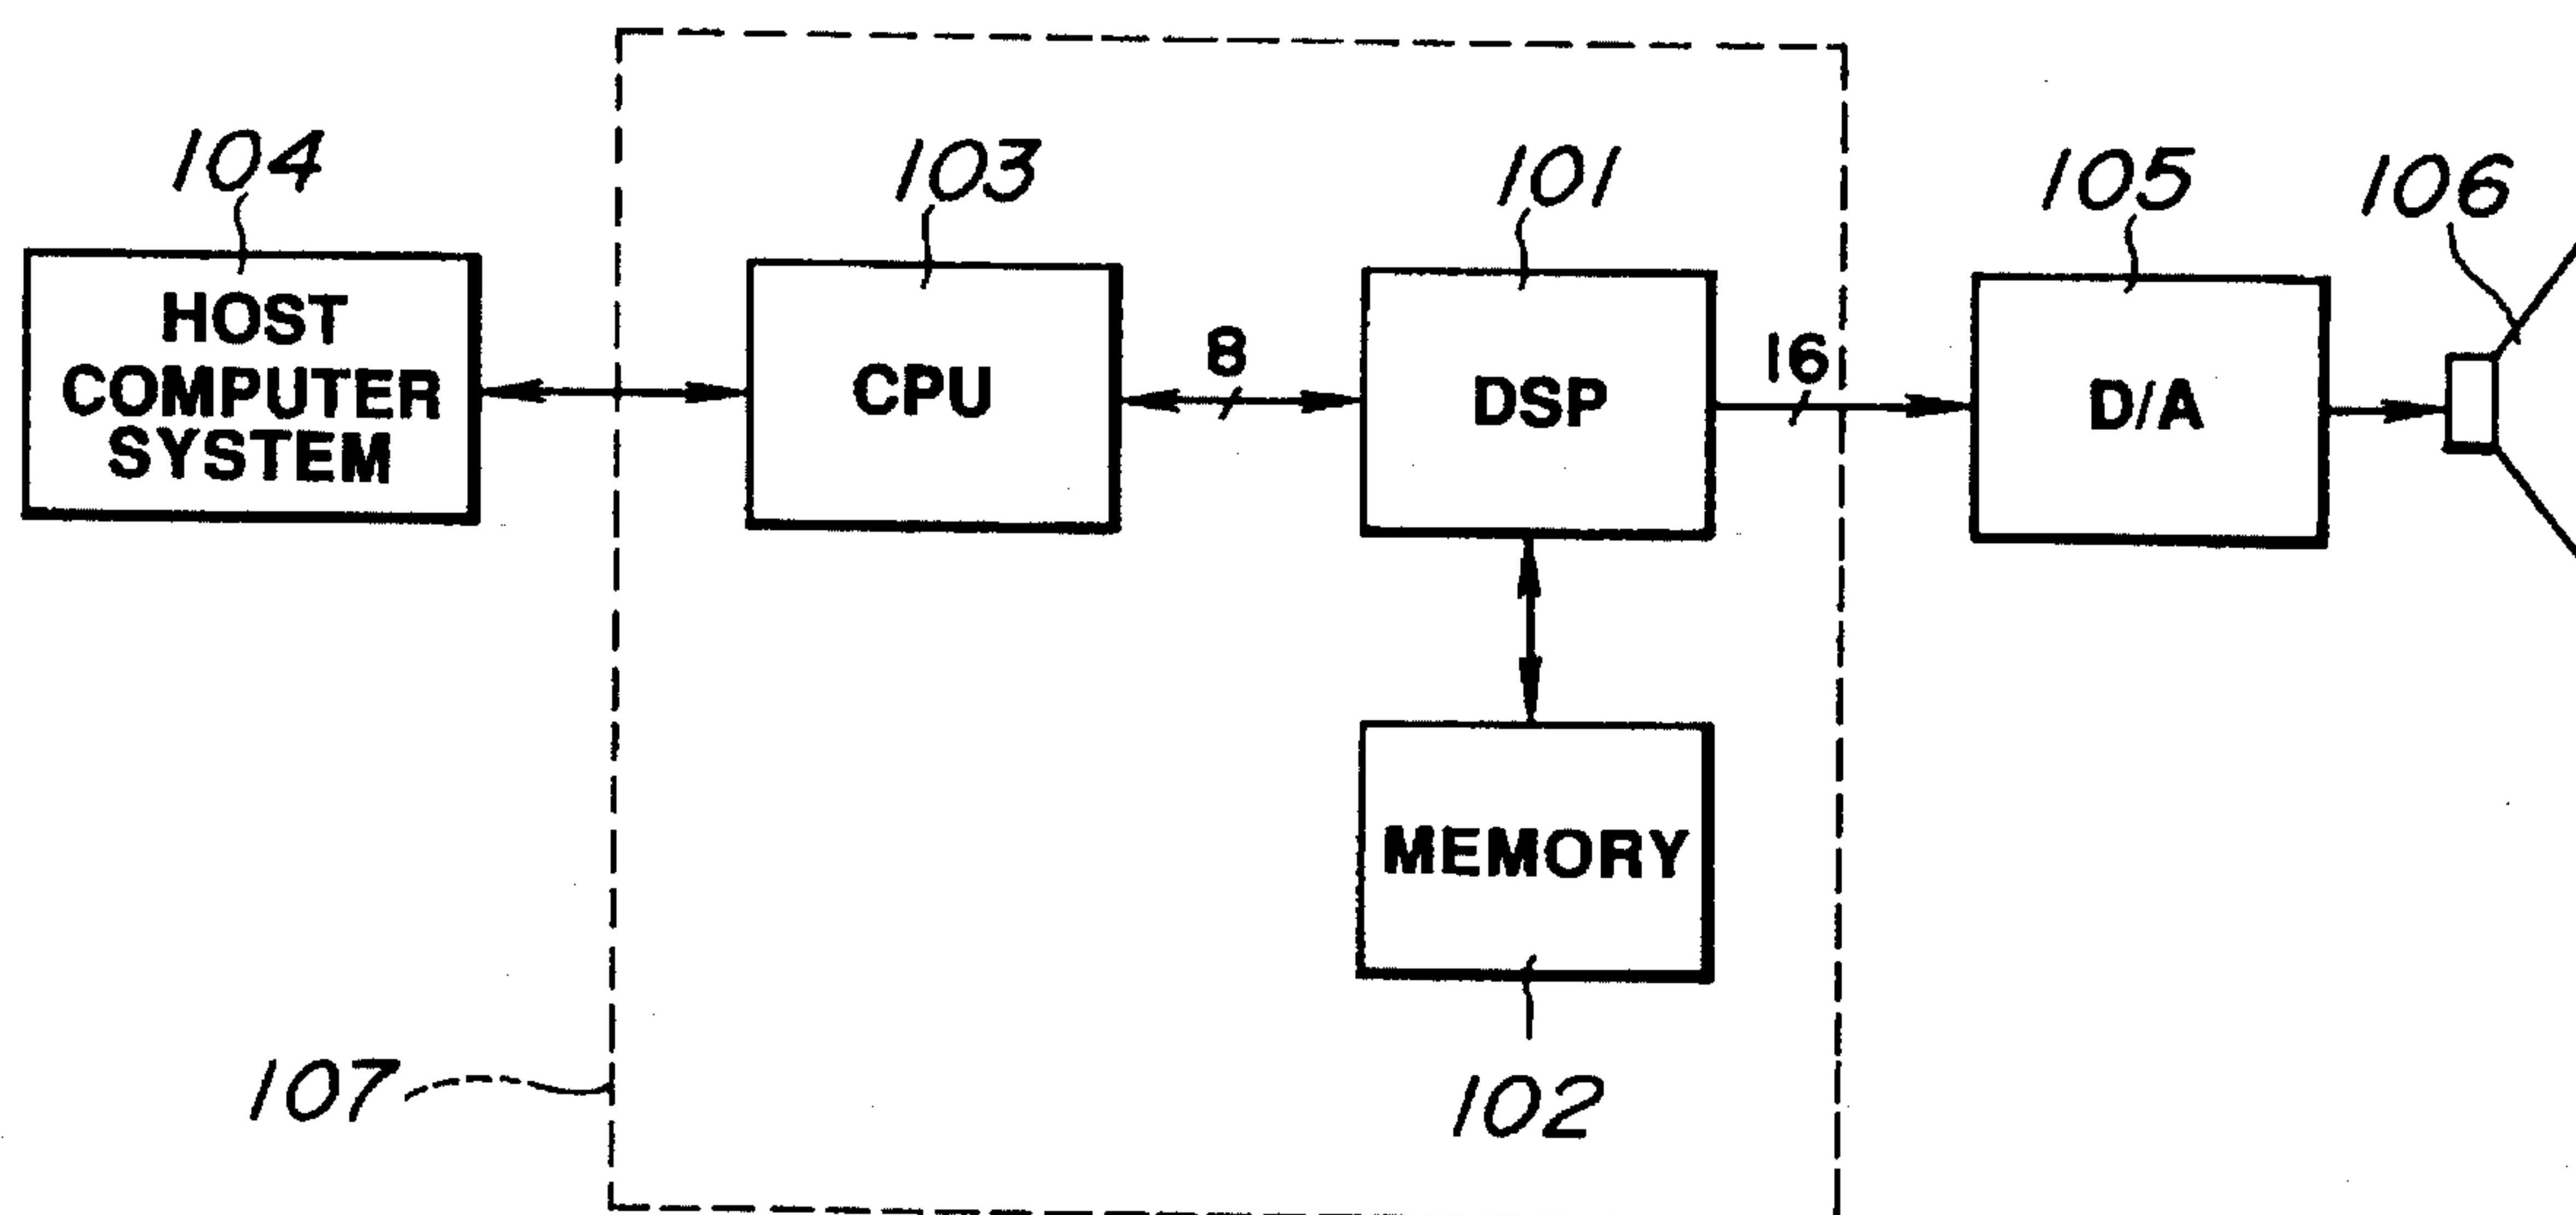 104
103
101
105
106
HOST
COMPUTER
SYSTEM
CPU
8
DSP
16
D/A
MEMORY
107
102